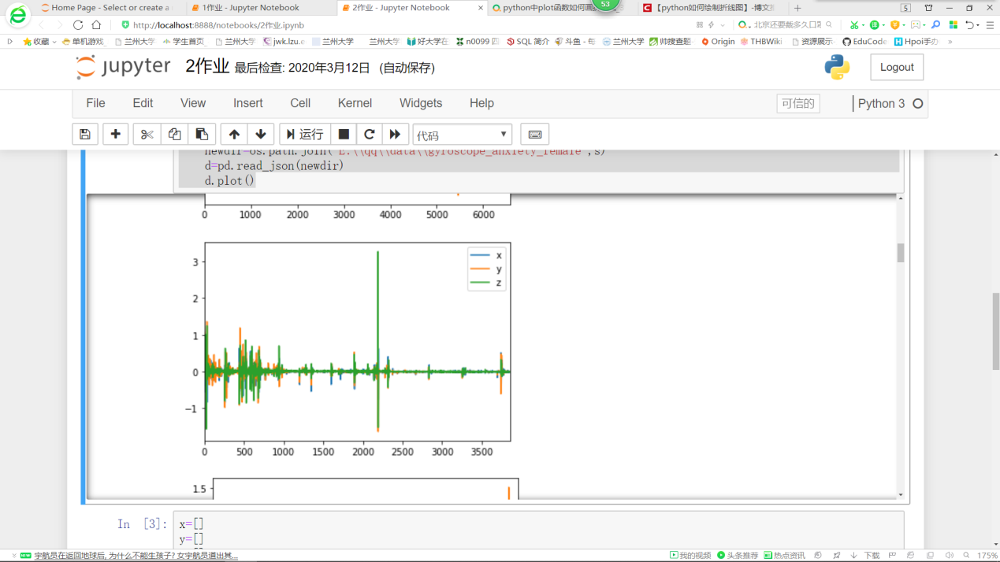 Home Page - Select or create a
1作业 - Jupyter Notebook
2作业 - Jupyter Notebook
python中plot函数如何画
53
【python如何绘制折线图】-博文
5
http://localhost:8888/notebooks/2作业.ipynb
北京还要戴多久口罩
收藏
单机游戏
兰州大学
学生首页
兰州大学
jwk.lzu.e
兰州大学
兰州大学
好大学在
n0099 四
SQL 简介
斗鱼 - 每
兰州大学
帅搜查题
Origin
THBWiki
资源展示
EduCode
Hpoi手办
»
jupyter 2作业 最后检查: 2020年3月12日 (自动保存)
Logout
File Edit View Insert Cell Kernel Widgets Help
可信的
Python 3
运行
代码
newdir=os.path.join('E:\\qq\\data\\gyroscope_anxiety_remale',s)
d=pd.read_json(newdir)
d.plot()
0 1000 2000 3000 4000 5000 6000
x
y
z
3
2
1
0
−1
0 500 1000 1500 2000 2500 3000 3500
1.5
In [3]:
x=[]
y=[]
NEW
宇航员在返回地球后, 为什么不能生孩子? 女宇航员道出其...
我的视频
头条推荐
热点资讯
下载
175%